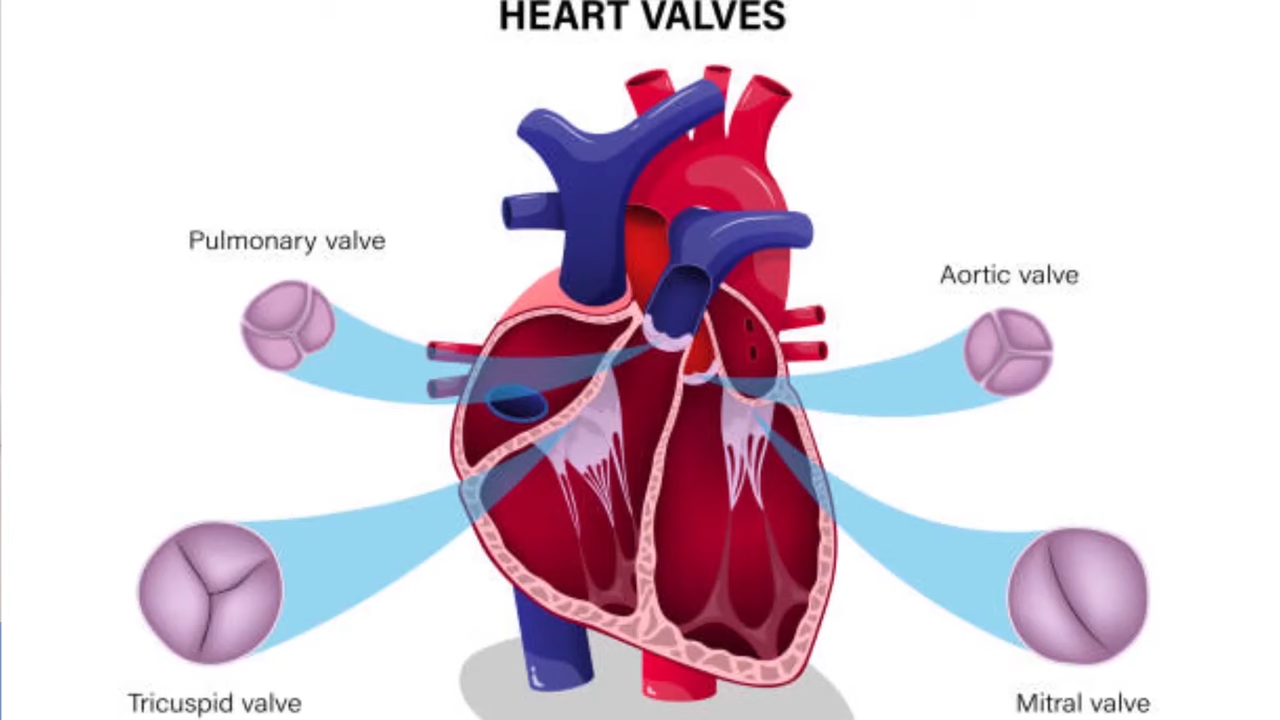 HEART VALVES
Pulmonary valve
Aortic valve
Tricuspid valve
Mitral valve